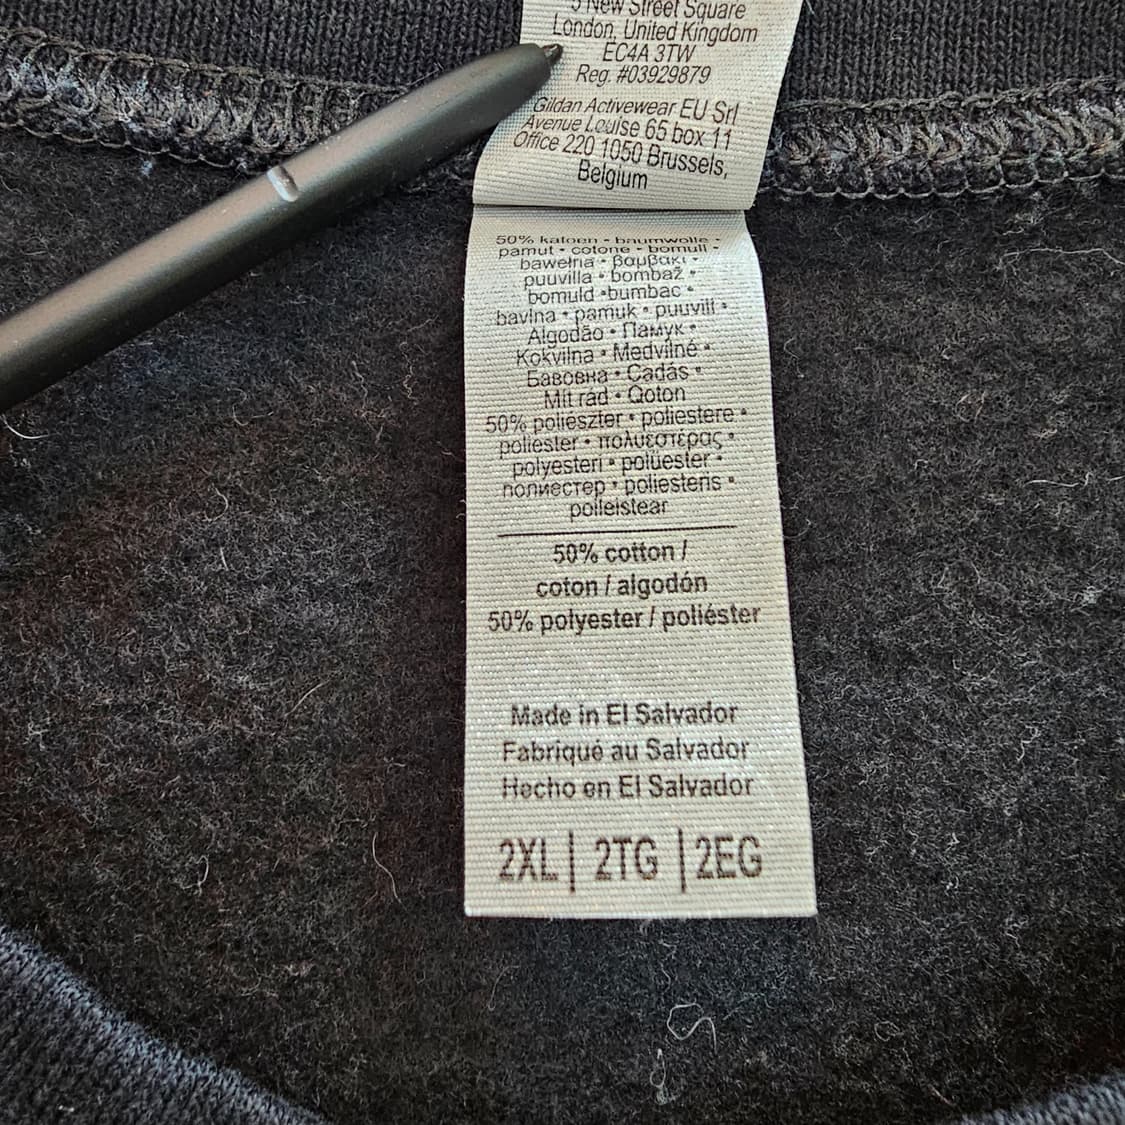 5 New Street Square
London, United Kingdom
EC4A 3TW
Reg. #03929879
Gildan Activewear EU Srl
Avenue Louise 65 box 11
Office 220 1050 Brussels,
Belgium
50% katoen • baumwolle •
pamut • cotone • bomull •
bawełna • βαμβάκι •
puuvilla • bombaž •
bomuld •bumbac •
bavlna • pamuk • puuvill •
Algodão • Памук •
Kokvilna • Medvilnė •
Бавовна • Cadás •
Mit rad • Qoton
50% poliészter • poliestere •
poliester • πολυεστέρας •
polyesteri • polüester •
полиестер • poliesteris •
polleistear
50% cotton /
coton / algodón
50% polyester / poliéster
Made in El Salvador
Fabriqué au Salvador
Hecho en El Salvador
2XL | 2TG | 2EG